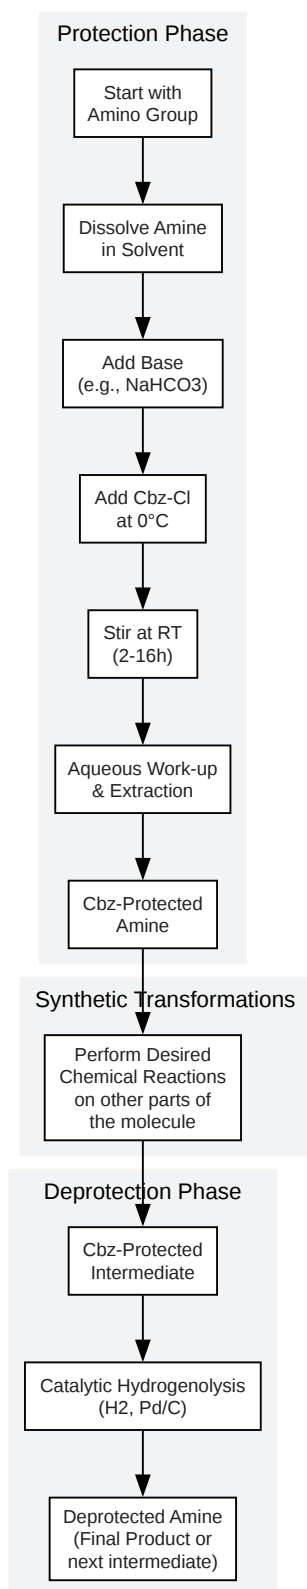 Protection Phase
Start with
Amino Group
Dissolve Amine
in Solvent
Add Base
(e.g., NaHCO3)
Add Cbz-Cl
at 0°C
Stir at RT
(2-16h)
Aqueous Work-up
& Extraction
Cbz-Protected
Amine
Synthetic Transformations
Perform Desired
Chemical Reactions
on other parts of
the molecule
Deprotection Phase
Cbz-Protected
Intermediate
Catalytic Hydrogenolysis
(H2, Pd/C)
Deprotected Amine
(Final Product or
next intermediate)